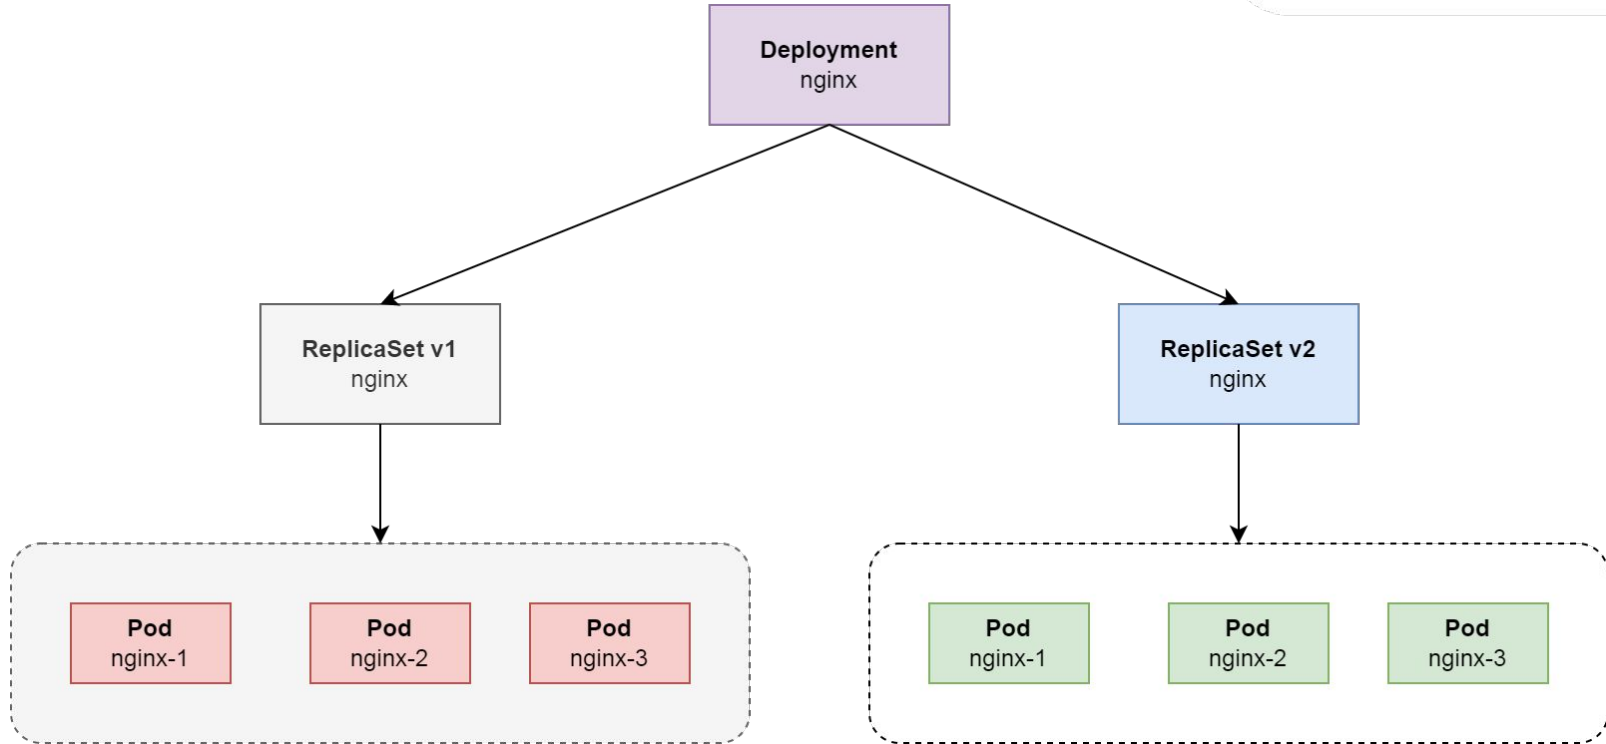 Deployment
nginx
ReplicaSet v1
nginx
ReplicaSet v2
nginx
Pod
nginx-1
Pod
nginx-2
Pod
nginx-3
Pod
nginx-1
Pod
nginx-2
Pod
nginx-3